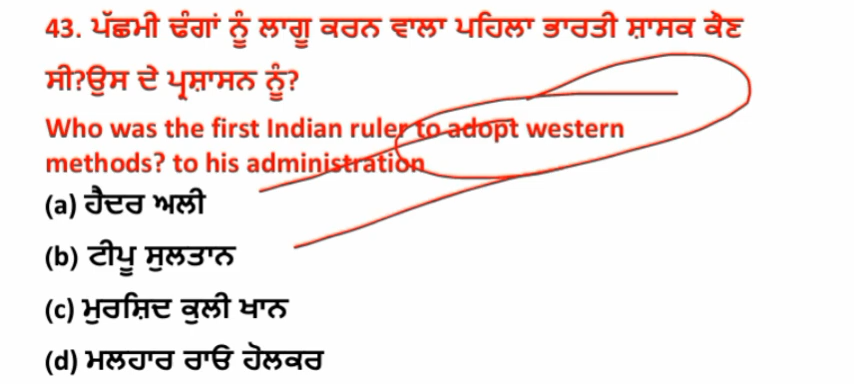 43. ਪੱਛਮੀ ਢੰਗਾਂ ਨੂੰ ਲਾਗੂ ਕਰਨ ਵਾਲਾ ਪਹਿਲਾ ਭਾਰਤੀ ਸ਼ਾਸਕ ਕੌਣ
ਸੀ?ਉਸ ਦੇ ਪ੍ਰਸ਼ਾਸਨ ਨੂੰ?
Who was the first Indian ruler to adopt western
methods? to his administration
(a) ਹੈਦਰ ਅਲੀ
(b) ਟੀਪੂ ਸੁਲਤਾਨ
(c) ਮੁਰਸ਼ਿਦ ਕੁਲੀ ਖਾਨ
(d) ਮਲਹਾਰ ਰਾਓ ਹੋਲਕਰ